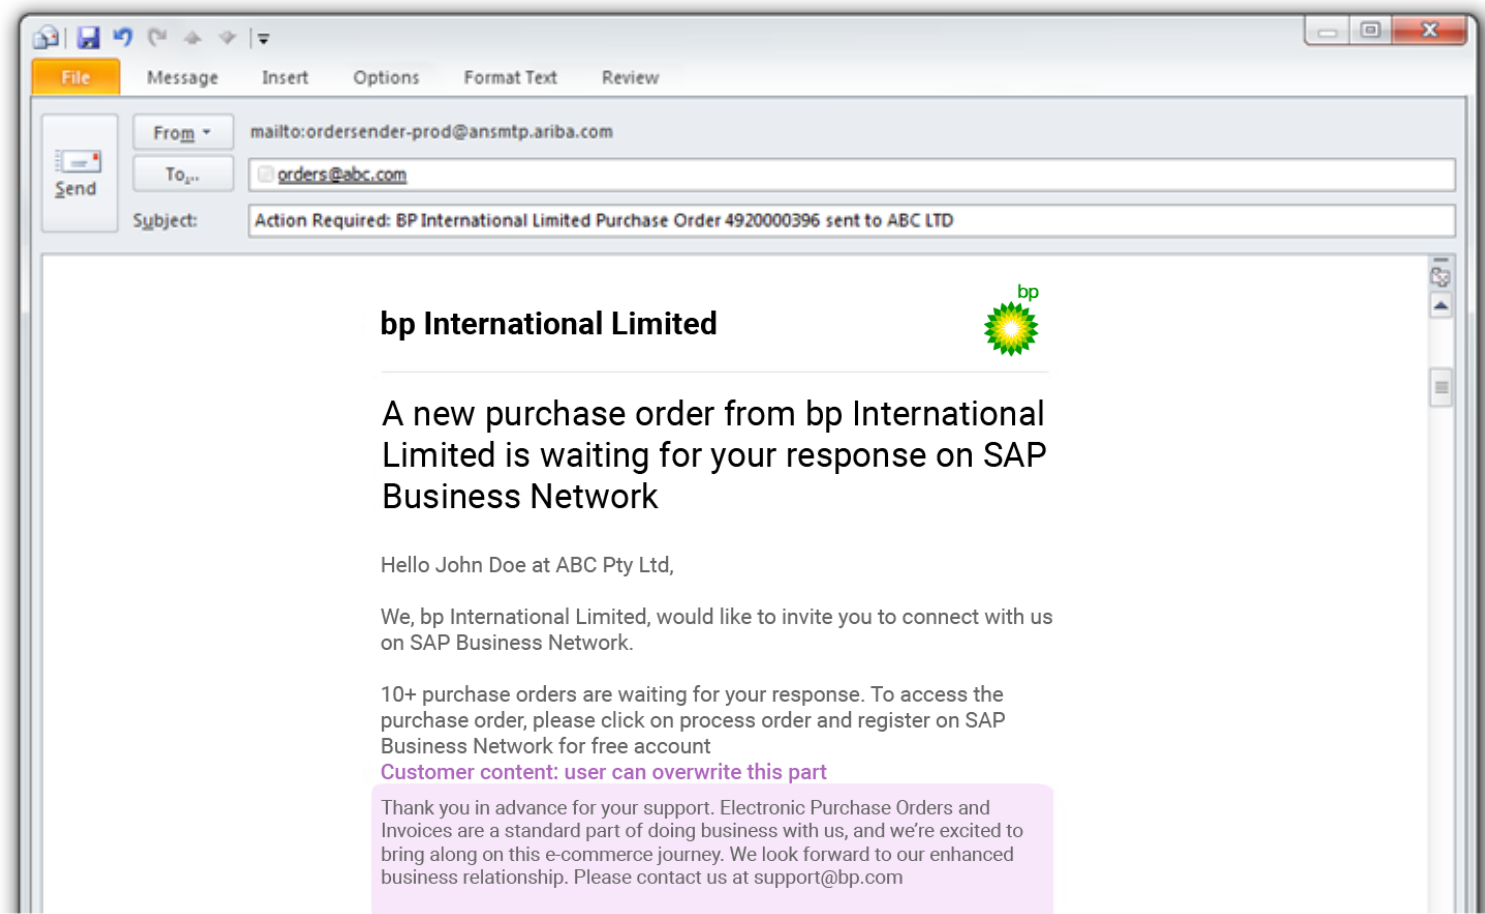 File Message Insert Options Format Text Review
From mailto:ordersender-prod@ansmtp.ariba.com
Send
To... orders@abc.com
Subject: Action Required: BP International Limited Purchase Order 4920000396 sent to ABC LTD
bp
bp International Limited
A new purchase order from bp International
Limited is waiting for your response on SAP
Business Network
Hello John Doe at ABC Pty Ltd,
We, bp International Limited, would like to invite you to connect with us
on SAP Business Network.
10+ purchase orders are waiting for your response. To access the
purchase order, please click on process order and register on SAP
Business Network for free account
Customer content: user can overwrite this part
Thank you in advance for your support. Electronic Purchase Orders and
Invoices are a standard part of doing business with us, and we’re excited to
bring along on this e-commerce journey. We look forward to our enhanced
business relationship. Please contact us at support@bp.com